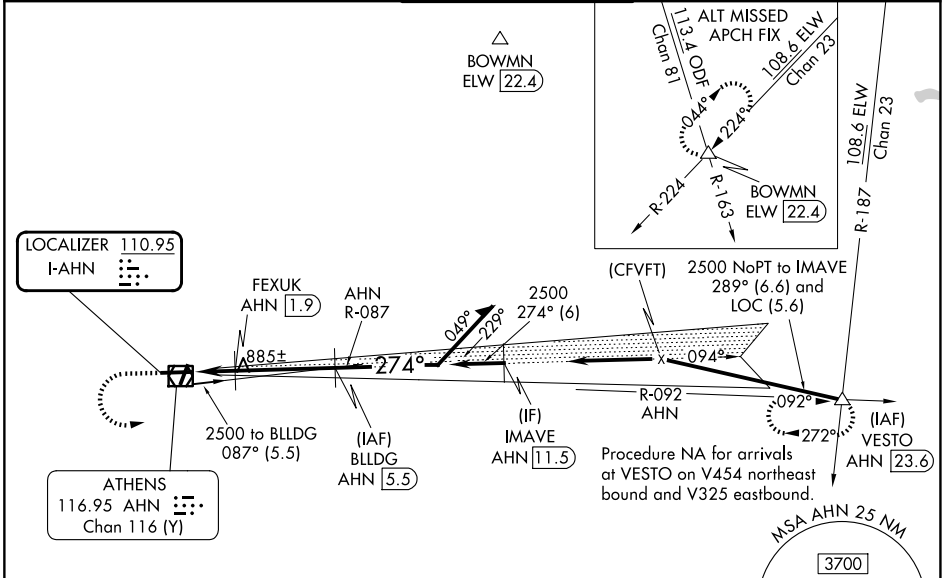 BOWMN
ELW 22.4
ALT MISSED
APCH FIX
113.4 ODF
Chan 81
108.6 ELW
Chan 23
044°
224°
R-224
R-163
BOWMN
ELW 22.4
108.6 ELW
Chan 23
R-187
LOCALIZER 110.95
I-AHN
FEXUK
AHN 1.9
AHN
R-087
049°
229°
2500
274° (6)
(CFVFT)
2500 NoPT to IMAVE
289° (6.6) and
LOC (5.6)
885±
274°
X
094°
R-092
AHN
092°
272°
2500 to BLLDG
087° (5.5)
(IAF)
BLLDG
AHN 5.5
(IF)
IMAVE
AHN 11.5
Procedure NA for arrivals
at VESTO on V454 northeast
bound and V325 eastbound.
(IAF)
VESTO
AHN 23.6
ATHENS
116.95 AHN
Chan 116 (Y)
MSA AHN 25 NM
3700